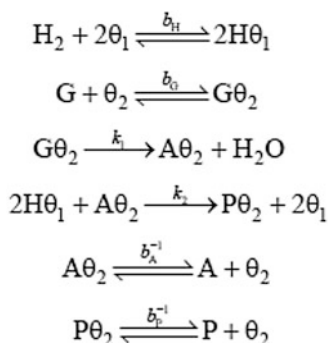 H₂ + 2θ₁ ⇌ 2Hθ₁ b_H
G + θ₂ ⇌ Gθ₂ b_G
Gθ₂ → Aθ₂ + H₂O k₁
2Hθ₁ + Aθ₂ → Pθ₂ + 2θ₁ k₂
Aθ₂ ⇌ A + θ₂ b_A⁻¹
Pθ₂ ⇌ P + θ₂ b_P⁻¹